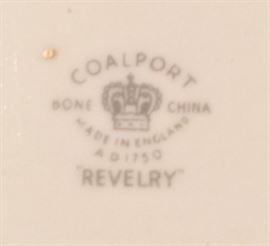 COALPORT
BONE CHINA
MADE IN ENGLAND
A D 1750
"REVELRY"